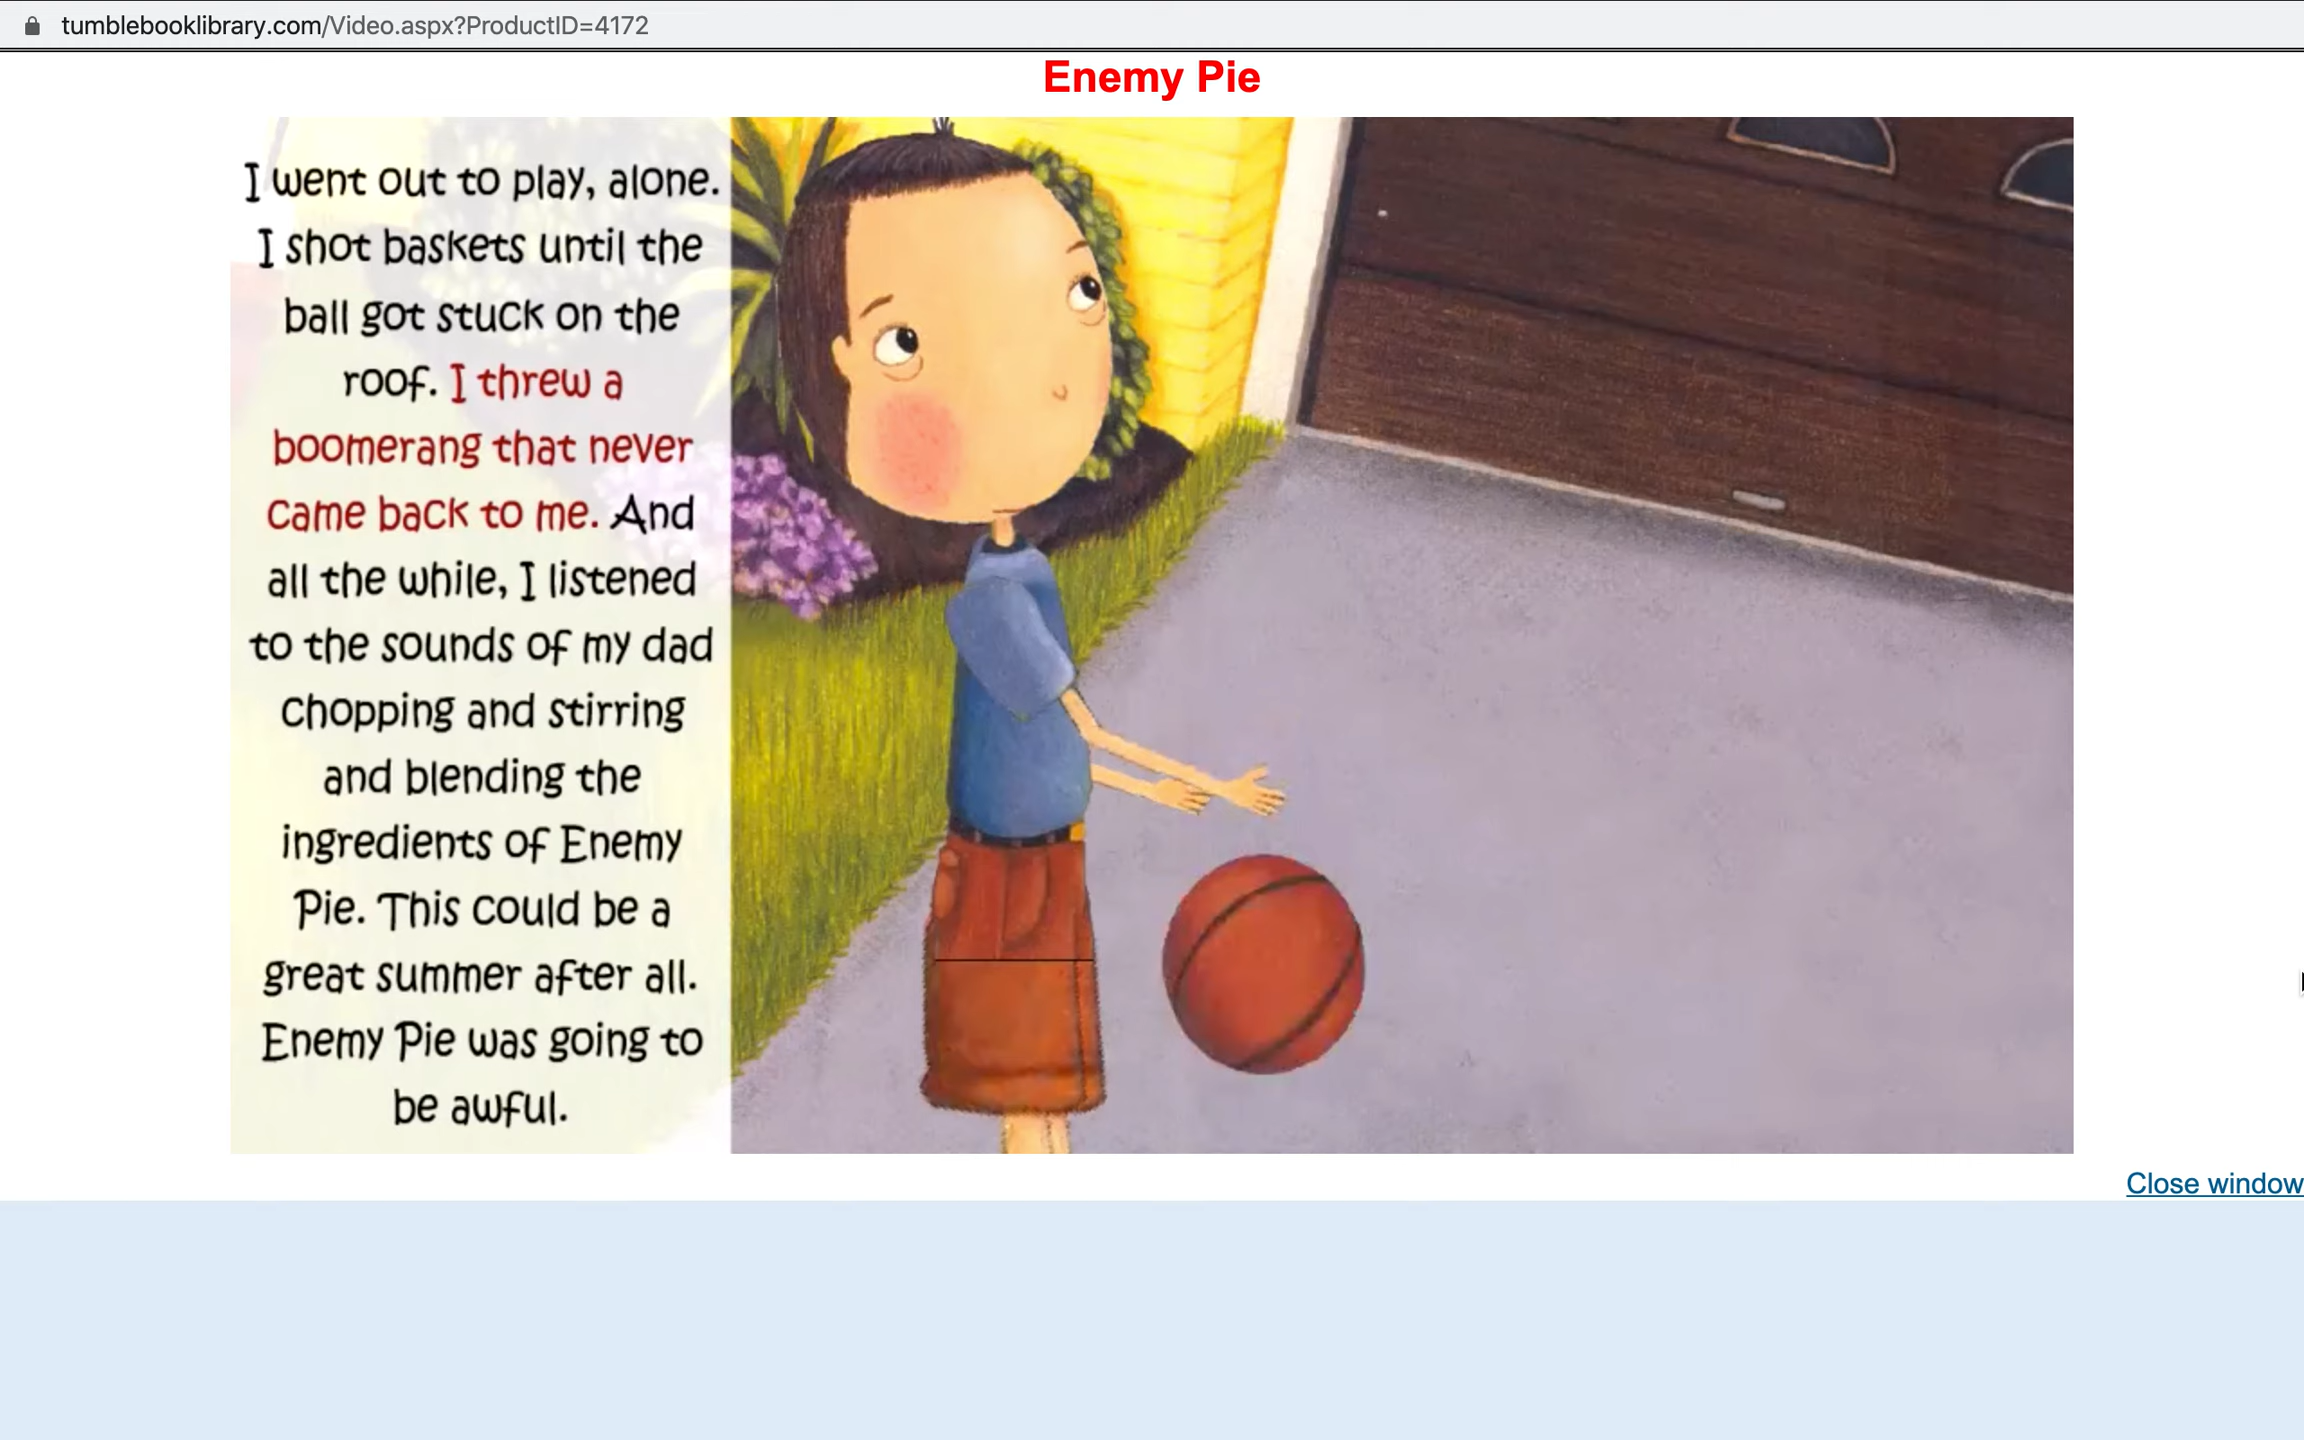 tumblebooklibrary.com/Video.aspx?ProductID=4172
Enemy Pie
I went out to play, alone.
I shot baskets until the
ball got stuck on the
roof. I threw a
boomerang that never
came back to me. And
all the while, I listened
to the sounds of my dad
chopping and stirring
and blending the
ingredients of Enemy
Pie. This could be a
great summer after all.
Enemy Pie was going to
be awful.
Close window